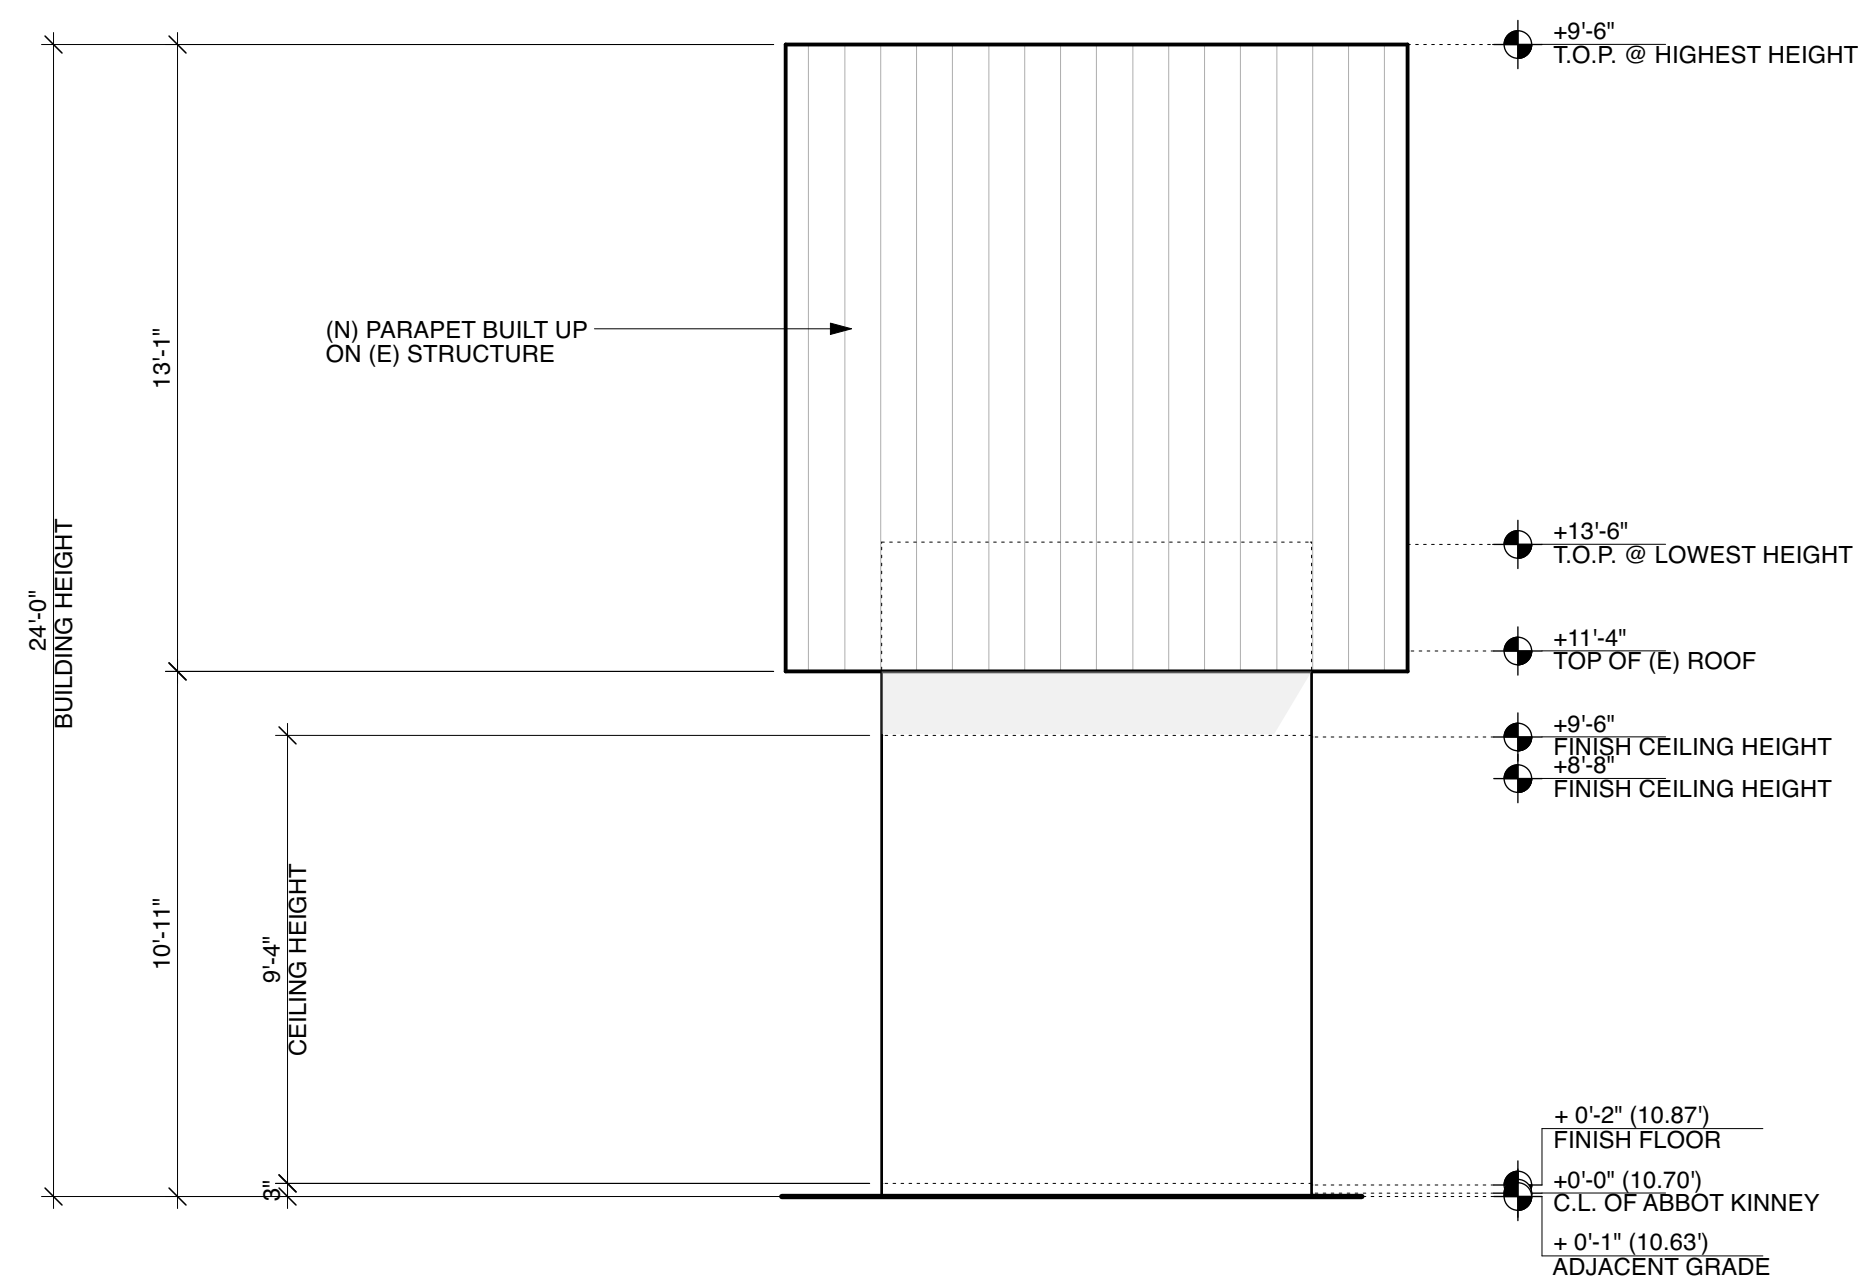 +9'-6"
T.O.P. @ HIGHEST HEIGHT
13'-1"
(N) PARAPET BUILT UP
ON (E) STRUCTURE
+13'-6"
T.O.P. @ LOWEST HEIGHT
24'-0"
BUILDING HEIGHT
+11'-4"
TOP OF (E) ROOF
+9'-6"
FINISH CEILING HEIGHT
+8'-8"
FINISH CEILING HEIGHT
10'-11"
9'-4"
CEILING HEIGHT
+ 0'-2" (10.87')
FINISH FLOOR
3"
+0'-0" (10.70')
C.L. OF ABBOT KINNEY
+ 0'-1" (10.63')
ADJACENT GRADE